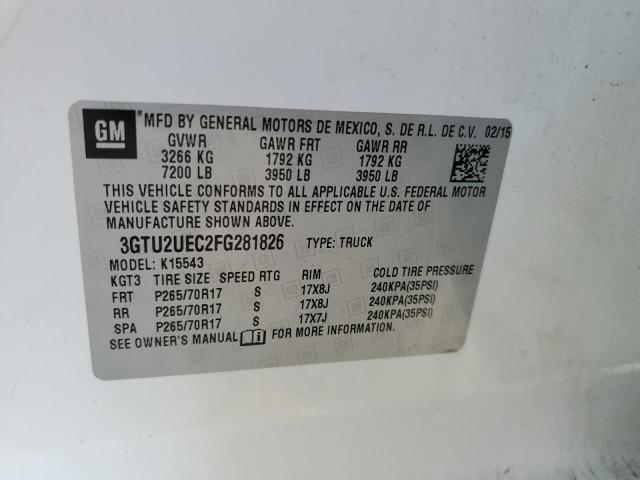 GM *MFD BY GENERAL MOTORS DE MEXICO, S. DE R.L. DE C.V. 02/15
GVWR GAWR FRT GAWR RR
3266 KG 1792 KG 1792 KG
7200 LB 3950 LB 3950 LB
THIS VEHICLE CONFORMS TO ALL APPLICABLE U.S. FEDERAL MOTOR
VEHICLE SAFETY STANDARDS IN EFFECT ON THE DATE OF
MANUFACTURE SHOWN ABOVE.
3GTU2UEC2FG281826 TYPE: TRUCK
MODEL: K15543
KGT3 TIRE SIZE SPEED RTG RIM COLD TIRE PRESSURE
FRT P265/70R17 S 17X8J 240KPA(35PSI)
RR P265/70R17 S 17X8J 240KPA(35PSI)
SPA P265/70R17 S 17X7J 240KPA(35PSI)
SEE OWNER'S MANUAL FOR MORE INFORMATION.